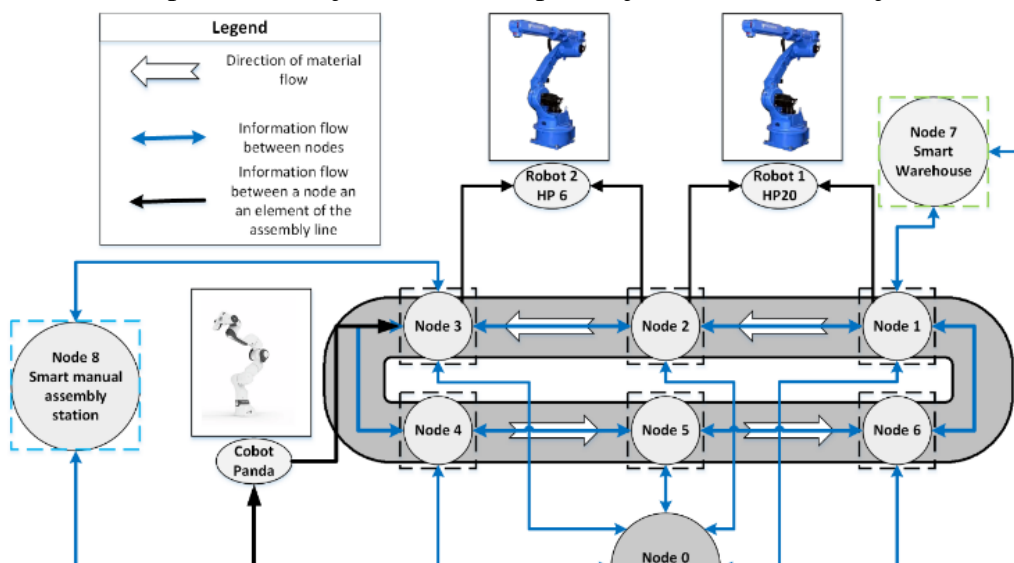 Legend
Direction of material
flow
Information flow
between nodes
Information flow
between a node an
an element of the
assembly line
Robot 2
HP 6
Robot 1
HP20
Node 7
Smart
Warehouse
Node 3
Node 2
Node 1
Node 8
Smart manual
assembly
station
Node 4
Node 5
Node 6
Cobot
Panda
Node 0